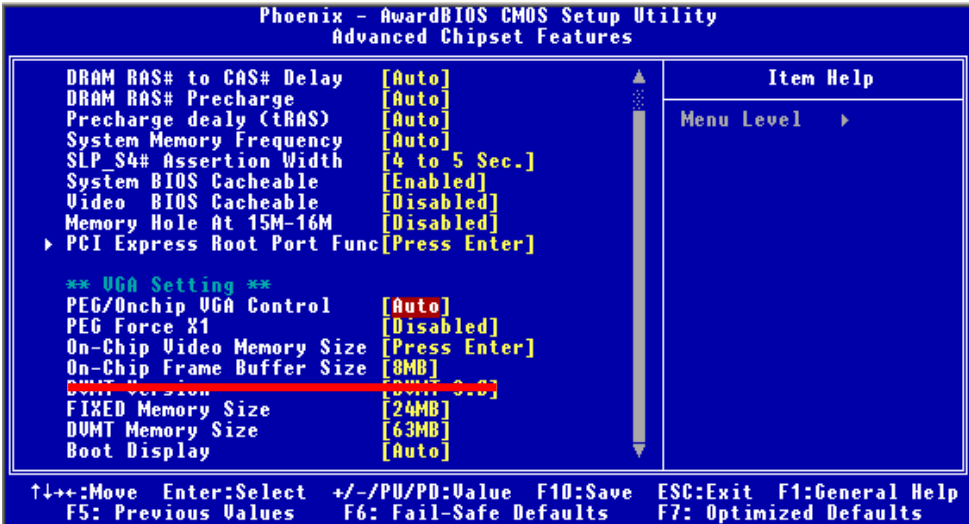 Phoenix - AwardBIOS CMOS Setup Utility
Advanced Chipset Features
DRAM RAS# to CAS# Delay [Auto]
DRAM RAS# Precharge [Auto]
Precharge dealy (tRAS) [Auto]
System Memory Frequency [Auto]
SLP_S4# Assertion Width [4 to 5 Sec.]
System BIOS Cacheable [Enabled]
Video BIOS Cacheable [Disabled]
Memory Hole At 15M-16M [Disabled]
PCI Express Root Port Func[Press Enter]
** VGA Setting **
PEG/Onchip VGA Control [Auto]
PEG Force X1 [Disabled]
On-Chip Video Memory Size [Press Enter]
On-Chip Frame Buffer Size [8MB]
DVMT Version [DVMT 3.0]
FIXED Memory Size [24MB]
DVMT Memory Size [63MB]
Boot Display [Auto]
Item Help
Menu Level
↑↓→←:Move Enter:Select +/-/PU/PD:Value F10:Save ESC:Exit F1:General Help
F5: Previous Values F6: Fail-Safe Defaults F7: Optimized Defaults